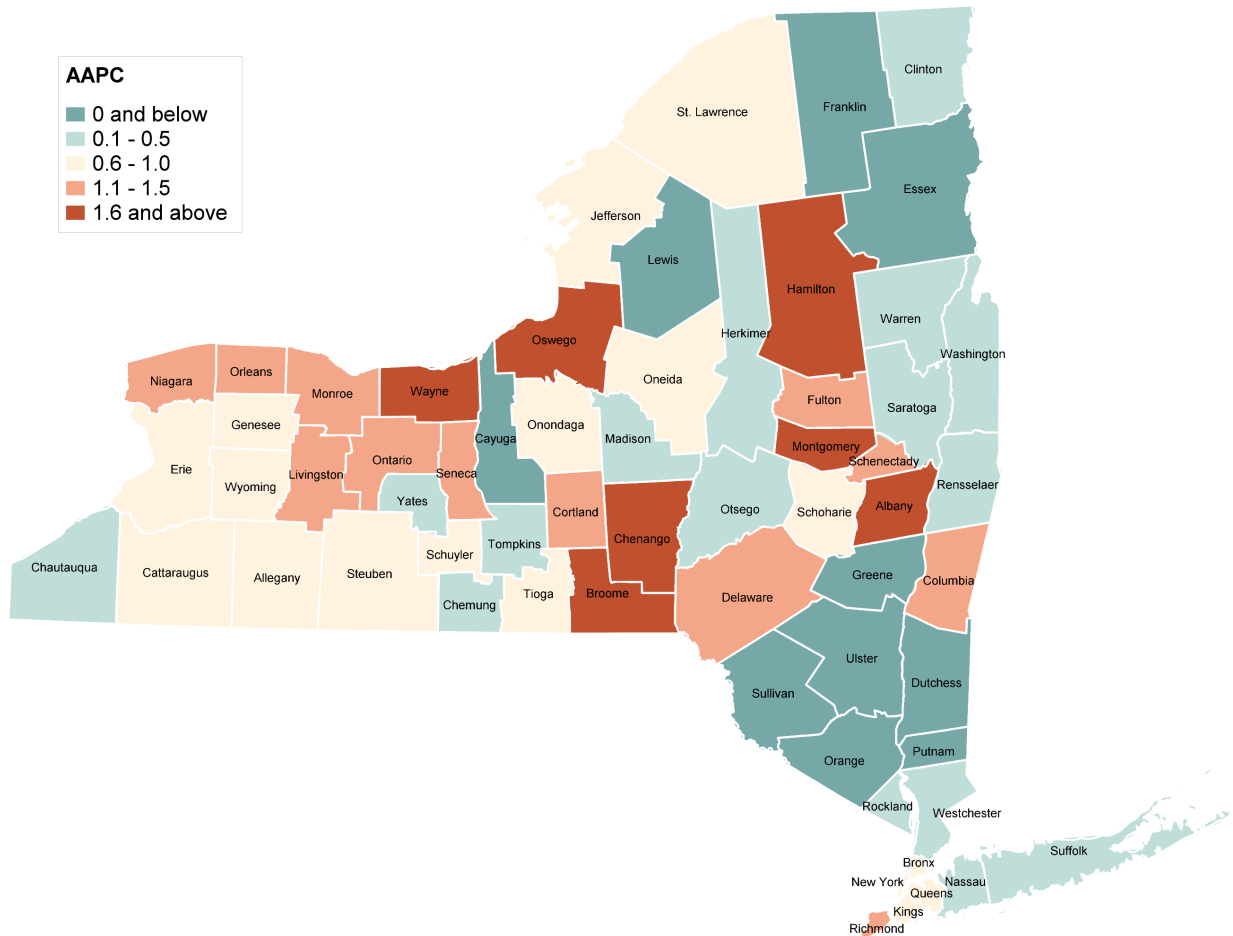 AAPC
0 and below
0.1 - 0.5
0.6 - 1.0
1.1 - 1.5
1.6 and above
Clinton
Franklin
St. Lawrence
Essex
Jefferson
Lewis
Hamilton
Warren
Herkimer
Oswego
Washington
Orleans
Niagara
Oneida
Wayne
Monroe
Fulton
Saratoga
Genesee
Onondaga
Madison
Cayuga
Montgomery
Ontario
Schenectady
Erie
Livingston
Seneca
Rensselaer
Wyoming
Yates
Albany
Otsego
Schoharie
Cortland
Chenango
Tompkins
Schuyler
Chautauqua
Cattaraugus
Steuben
Allegany
Greene
Columbia
Tioga
Broome
Delaware
Chemung
Ulster
Dutchess
Sullivan
Putnam
Orange
Rockland
Westchester
Suffolk
Bronx
New York
Nassau
Queens
Kings
Richmond